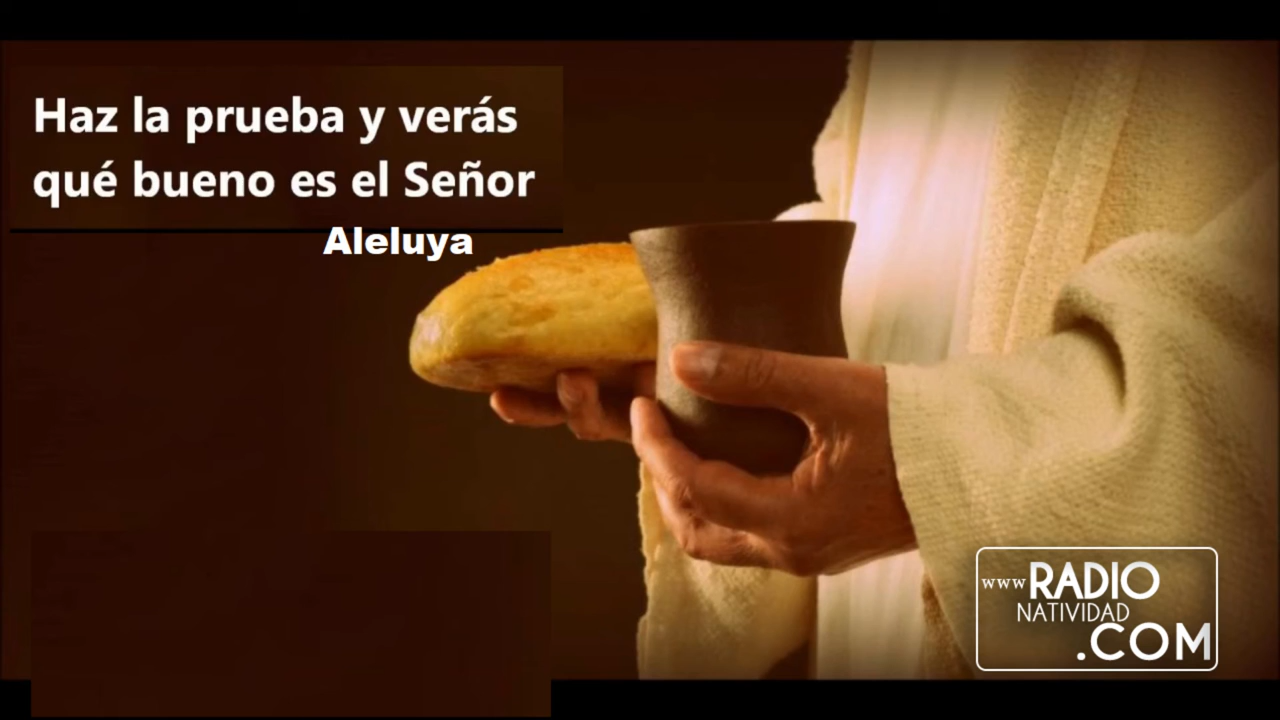 Haz la prueba y verás
qué bueno es el Señor
Aleluya
www RADIO
NATIVIDAD
.COM